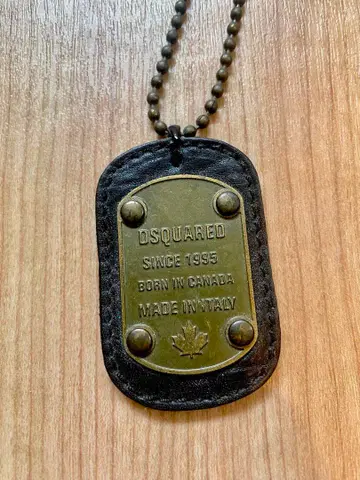 DSQUARED
SINCE 1995
BORN IN CANADA
MADE IN ITALY